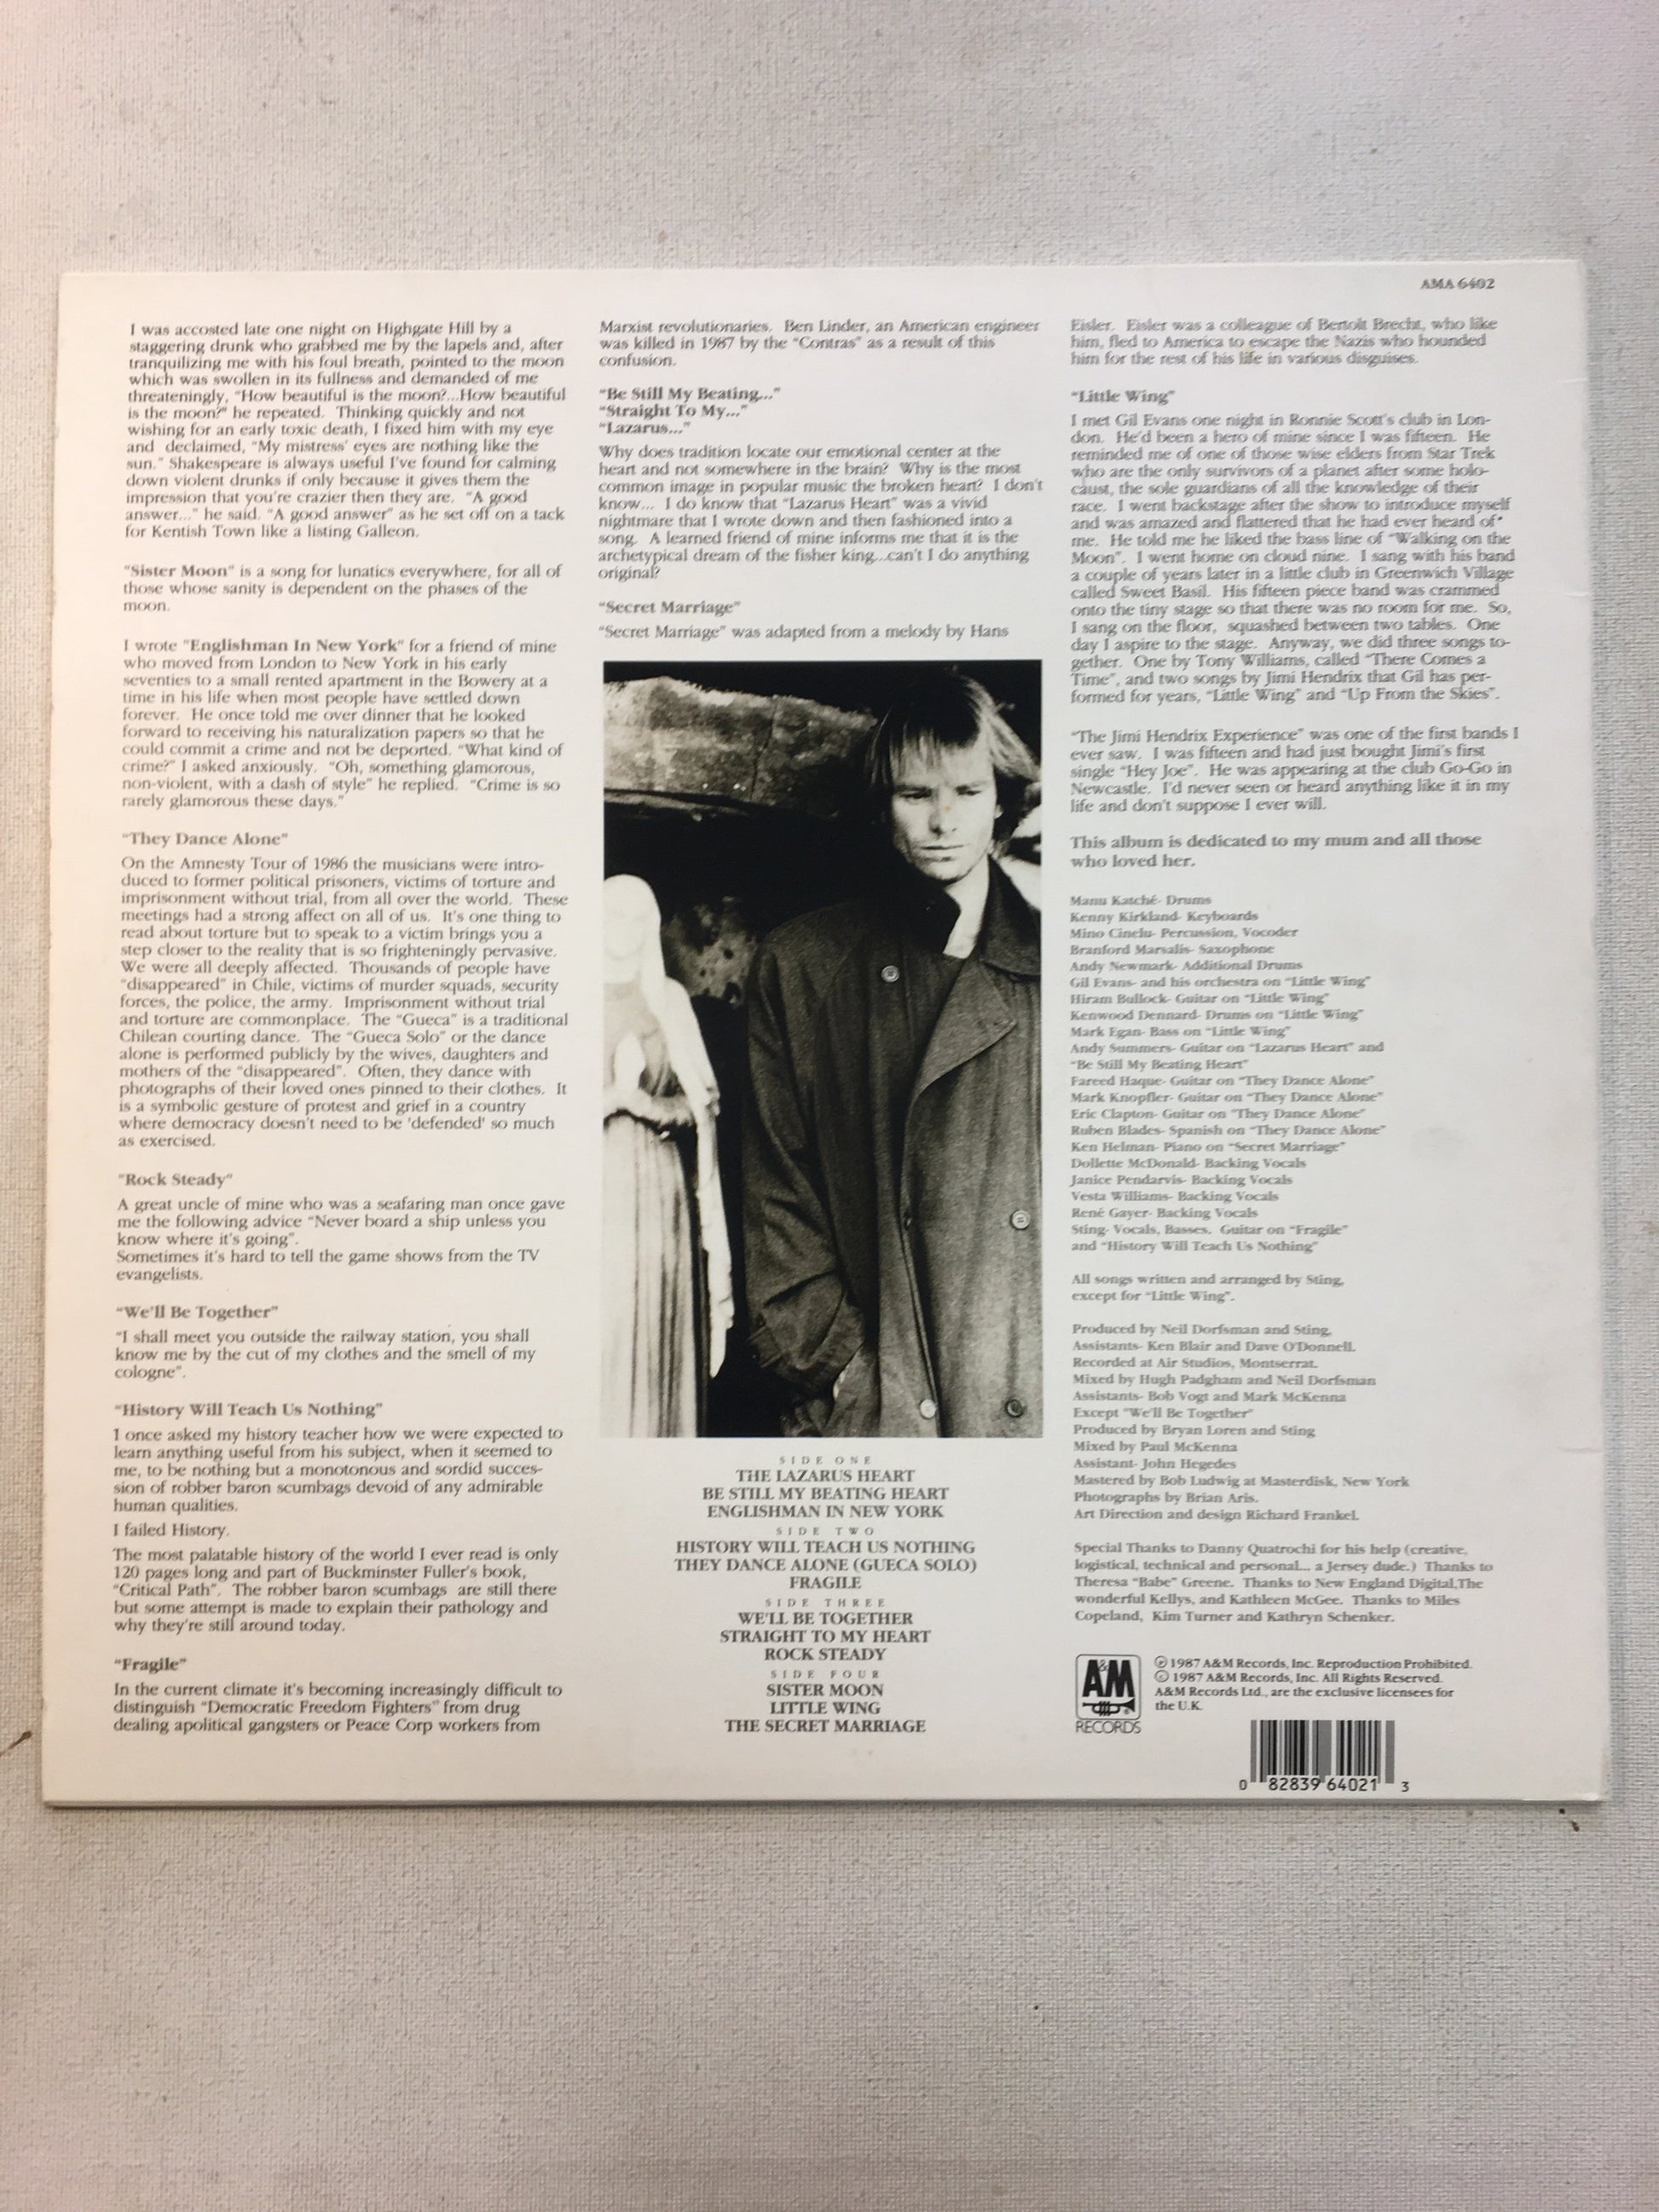 AMA 6402
I was accosted late one night on Highgate Hill by a
staggering drunk who grabbed me by the lapels and, after
tranquilizing me with his foul breath, pointed to the moon
which was swollen in its fullness and demanded of me
threateningly, "How beautiful is the moon?...How beautiful
is the moon?" he repeated. Thinking quickly and not
wishing for an early toxic death, I fixed him with my eye
and declaimed, "My mistress' eyes are nothing like the
sun." Shakespeare is always useful I've found for calming
down violent drunks if only because it gives them the
impression that you're crazier then they are. "A good
answer..." he said. "A good answer" as he set off on a tack
for Kentish Town like a listing Galleon.
"Sister Moon" is a song for lunatics everywhere, for all of
those whose sanity is dependent on the phases of the
moon.
I wrote "Englishman In New York" for a friend of mine
who moved from London to New York in his early
seventies to a small rented apartment in the Bowery at a
time in his life when most people have settled down
forever. He once told me over dinner that he looked
forward to receiving his naturalization papers so that he
could commit a crime and not be deported. "What kind of
crime?" I asked anxiously. "Oh, something glamorous,
non-violent, with a dash of style" he replied. "Crime is so
rarely glamorous these days."
"They Dance Alone"
On the Amnesty Tour of 1986 the musicians were intro-
duced to former political prisoners, victims of torture and
imprisonment without trial, from all over the world. These
meetings had a strong affect on all of us. It's one thing to
read about torture but to speak to a victim brings you a
step closer to the reality that is so frighteningly pervasive.
We were all deeply affected. Thousands of people have
"disappeared" in Chile, victims of murder squads, security
forces, the police, the army. Imprisonment without trial
and torture are commonplace. The "Gueca" is a traditional
Chilean courting dance. The "Gueca Solo" or the dance
alone is performed publicly by the wives, daughters and
mothers of the "disappeared". Often, they dance with
photographs of their loved ones pinned to their clothes. It
is a symbolic gesture of protest and grief in a country
where democracy doesn't need to be 'defended' so much
as exercised.
"Rock Steady"
A great uncle of mine who was a seafaring man once gave
me the following advice "Never board a ship unless you
know where it's going".
Sometimes it's hard to tell the game shows from the TV
evangelists.
"We'll Be Together"
"I shall meet you outside the railway station, you shall
know me by the cut of my clothes and the smell of my
cologne".
"History Will Teach Us Nothing"
I once asked my history teacher how we were expected to
learn anything useful from his subject, when it seemed to
me, to be nothing but a monotonous and sordid succes-
sion of robber baron scumbags devoid of any admirable
human qualities.
I failed History.
The most palatable history of the world I ever read is only
120 pages long and part of Buckminster Fuller's book,
"Critical Path". The robber baron scumbags are still there
but some attempt is made to explain their pathology and
why they're still around today.
"Fragile"
In the current climate it's becoming increasingly difficult to
distinguish "Democratic Freedom Fighters" from drug
dealing apolitical gangsters or Peace Corp workers from
Marxist revolutionaries. Ben Linder, an American engineer
was killed in 1987 by the "Contras" as a result of this
confusion.
"Be Still My Beating..."
"Straight To My..."
"Lazarus..."
Why does tradition locate our emotional center at the
heart and not somewhere in the brain? Why is the most
common image in popular music the broken heart? I don't
know... I do know that "Lazarus Heart" was a vivid
nightmare that I wrote down and then fashioned into a
song. A learned friend of mine informs me that it is the
archetypical dream of the fisher king...can't I do anything
original?
"Secret Marriage"
"Secret Marriage" was adapted from a melody by Hans
SIDE ONE
THE LAZARUS HEART
BE STILL MY BEATING HEART
ENGLISHMAN IN NEW YORK
SIDE TWO
HISTORY WILL TEACH US NOTHING
THEY DANCE ALONE (GUECA SOLO)
FRAGILE
SIDE THREE
WE'LL BE TOGETHER
STRAIGHT TO MY HEART
ROCK STEADY
SIDE FOUR
SISTER MOON
LITTLE WING
THE SECRET MARRIAGE
Eisler. Eisler was a colleague of Bertolt Brecht, who like
him, fled to America to escape the Nazis who hounded
him for the rest of his life in various disguises.
"Little Wing"
I met Gil Evans one night in Ronnie Scott's club in Lon-
don. He'd been a hero of mine since I was fifteen. He
reminded me of one of those wise elders from Star Trek
who are the only survivors of a planet after some holo-
caust, the sole guardians of all the knowledge of their
race. I went backstage after the show to introduce myself
and was amazed and flattered that he had ever heard of
me. He told me he liked the bass line of "Walking on the
Moon". I went home on cloud nine. I sang with his band
a couple of years later in a little club in Greenwich Village
called Sweet Basil. His fifteen piece band was crammed
onto the tiny stage so that there was no room for me. So,
I sang on the floor, squashed between two tables. One
day I aspire to the stage. Anyway, we did three songs to-
gether. One by Tony Williams, called "There Comes a
Time", and two songs by Jimi Hendrix that Gil has per-
formed for years, "Little Wing" and "Up From the Skies".
"The Jimi Hendrix Experience" was one of the first bands I
ever saw. I was fifteen and had just bought Jimi's first
single "Hey Joe". He was appearing at the club Go-Go in
Newcastle. I'd never seen or heard anything like it in my
life and don't suppose I ever will.
This album is dedicated to my mum and all those
who loved her.
Manu Katché- Drums
Kenny Kirkland- Keyboards
Mino Cinelu- Percussion, Vocoder
Branford Marsalis- Saxophone
Andy Newmark- Additional Drums
Gil Evans- and his orchestra on "Little Wing"
Hiram Bullock- Guitar on "Little Wing"
Kenwood Dennard- Drums on "Little Wing"
Mark Egan- Bass on "Little Wing"
Andy Summers- Guitar on "Lazarus Heart" and
"Be Still My Beating Heart"
Fareed Haque- Guitar on "They Dance Alone"
Mark Knopfler- Guitar on "They Dance Alone"
Eric Clapton- Guitar on "They Dance Alone"
Ruben Blades- Spanish on "They Dance Alone"
Ken Helman- Piano on "Secret Marriage"
Dollette McDonald- Backing Vocals
Janice Pendarvis- Backing Vocals
Vesta Williams- Backing Vocals
René Gayer- Backing Vocals
Sting- Vocals, Basses, Guitar on "Fragile"
and "History Will Teach Us Nothing"
All songs written and arranged by Sting,
except for "Little Wing".
Produced by Neil Dorfsman and Sting,
Assistants- Ken Blair and Dave O'Donnell.
Recorded at Air Studios, Montserrat.
Mixed by Hugh Padgham and Neil Dorfsman
Assistants- Bob Vogt and Mark McKenna
Except "We'll Be Together"
Produced by Bryan Loren and Sting
Mixed by Paul McKenna
Assistant- John Hegedes
Mastered by Bob Ludwig at Masterdisk, New York
Photographs by Brian Aris.
Art Direction and design Richard Frankel.
Special Thanks to Danny Quatrochi for his help (creative,
logistical, technical and personal... a Jersey dude.) Thanks to
Theresa "Babe" Greene. Thanks to New England Digital,The
wonderful Kellys, and Kathleen McGee. Thanks to Miles
Copeland, Kim Turner and Kathryn Schenker.
A&M
RECORDS
℗ 1987 A&M Records, Inc. Reproduction Prohibited.
© 1987 A&M Records, Inc. All Rights Reserved.
A&M Records Ltd., are the exclusive licensees for
the U.K.
0 82839 64021 3